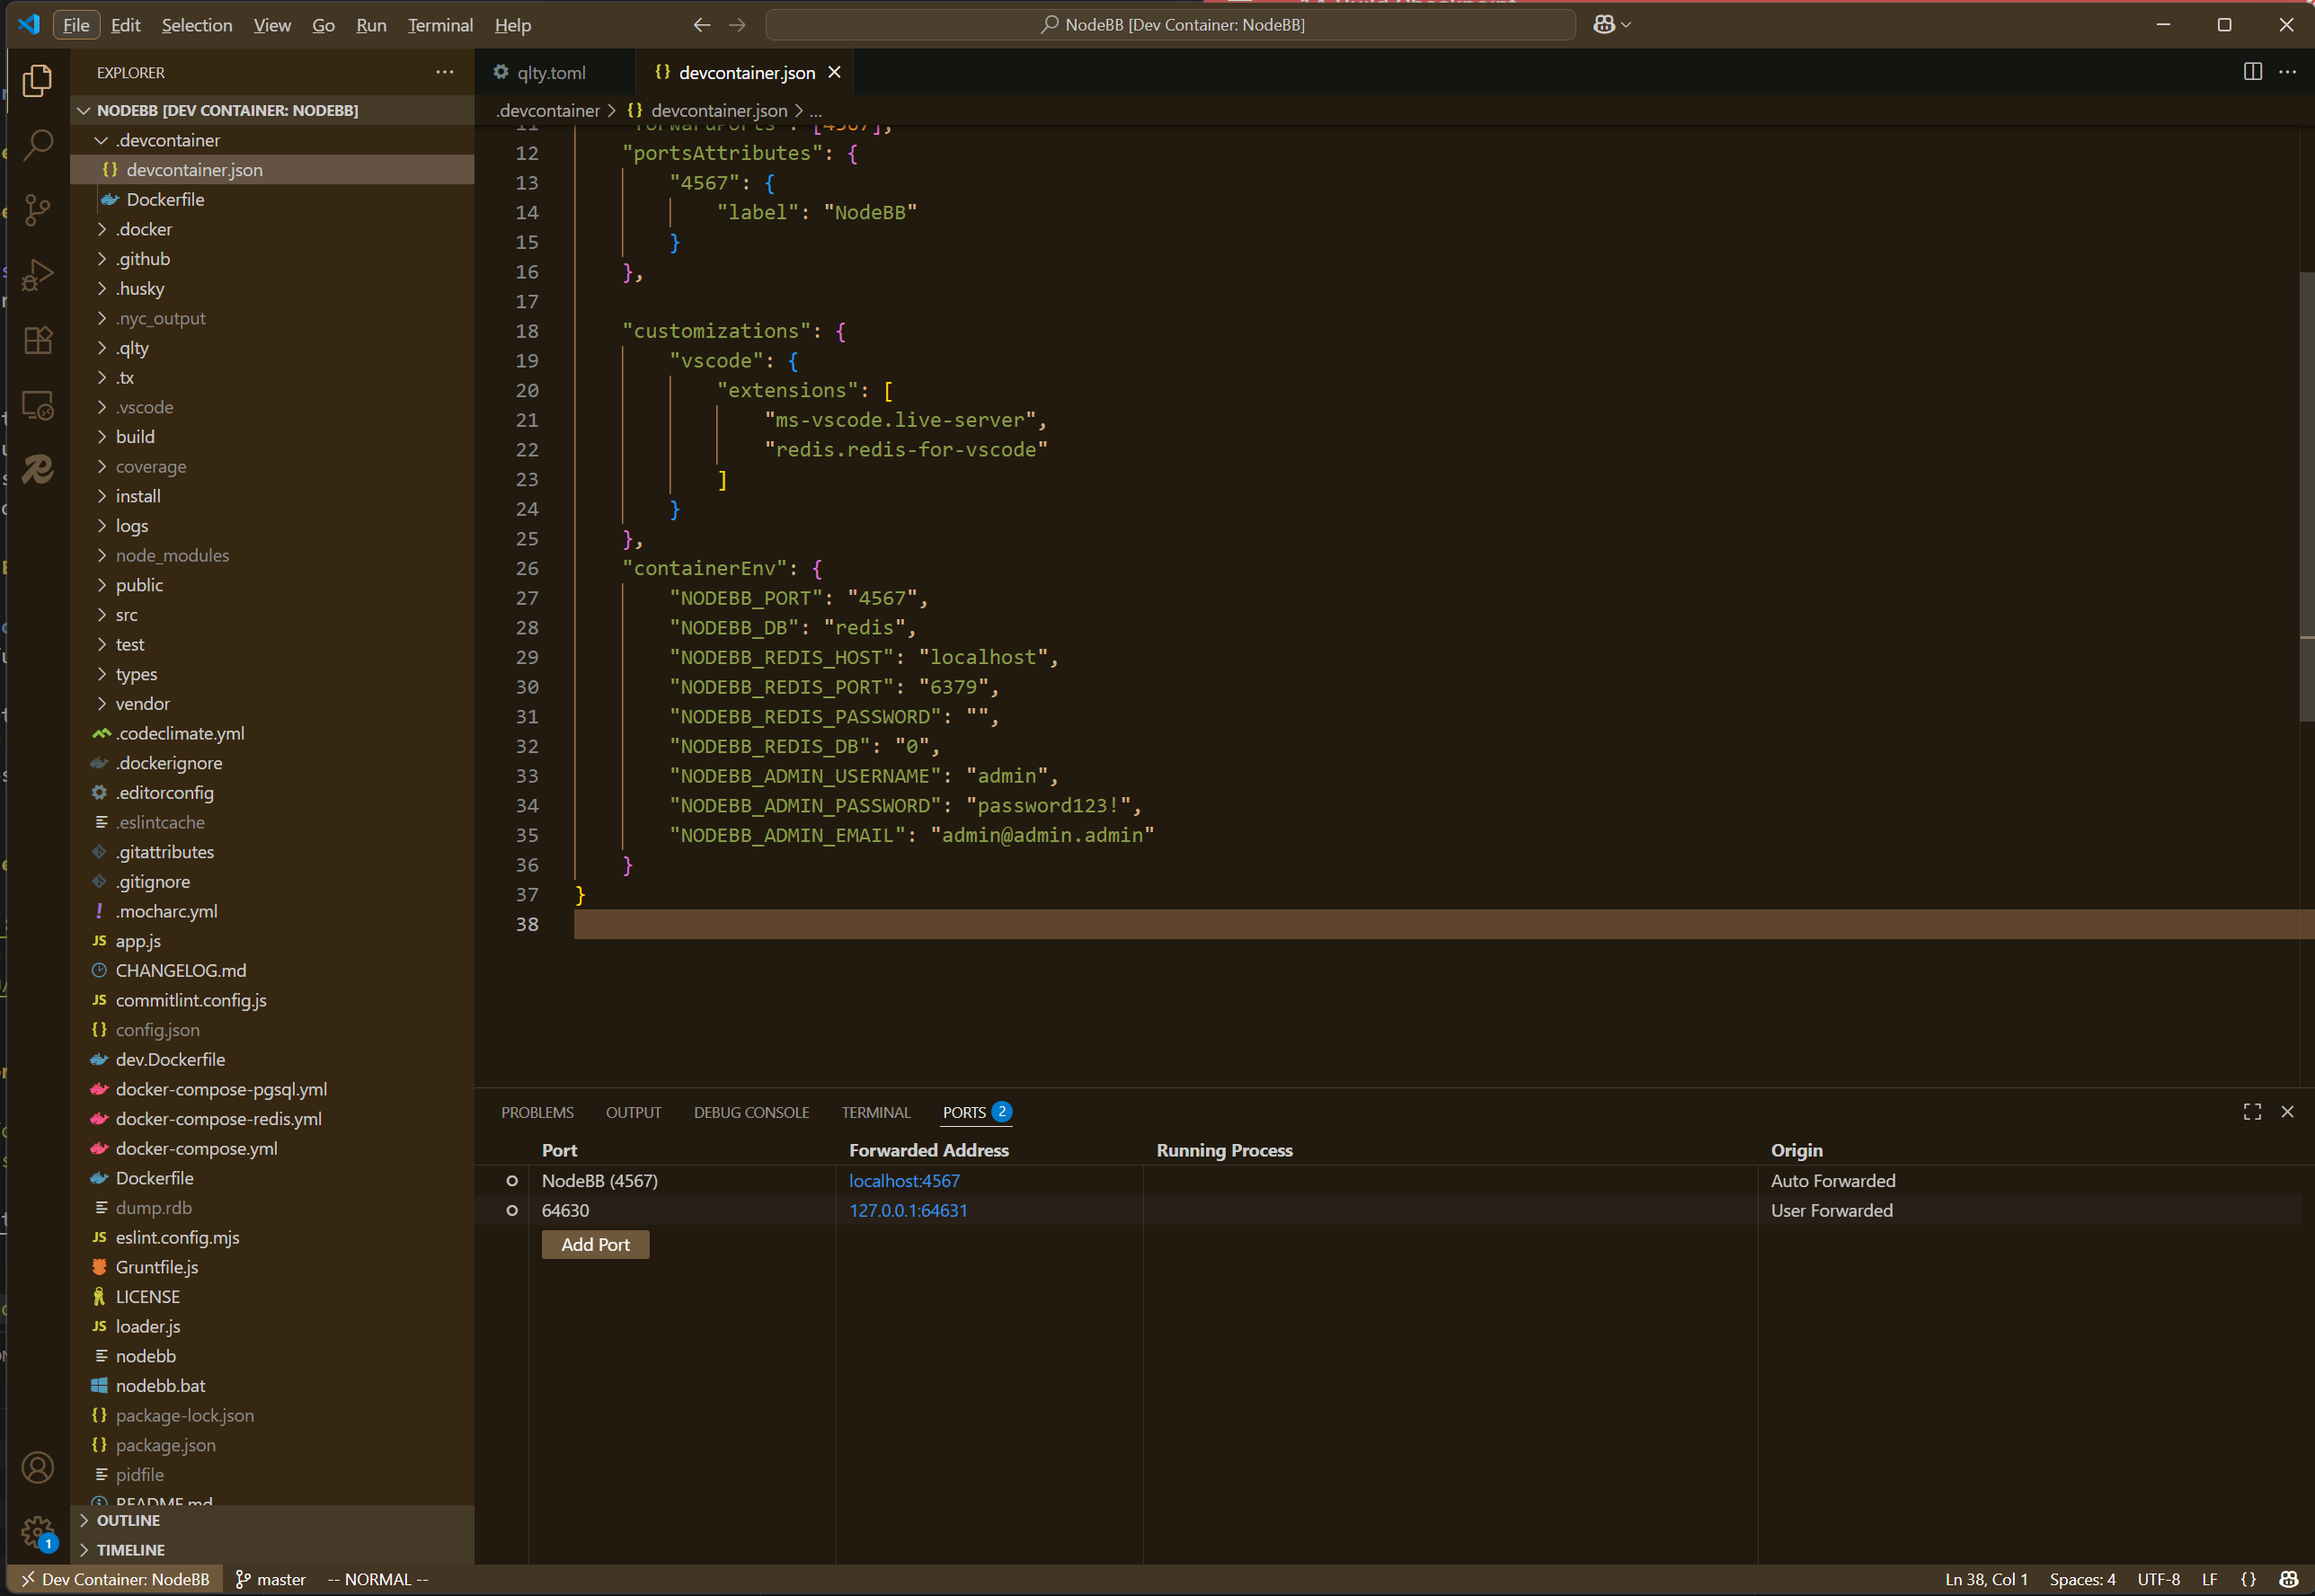 File Edit Selection View Go Run Terminal Help
NodeBB [Dev Container: NodeBB]
EXPLORER
NODEBB [DEV CONTAINER: NODEBB]
.devcontainer
devcontainer.json
Dockerfile
.docker
.github
.husky
.nyc_output
.qlty
.tx
.vscode
build
coverage
install
logs
node_modules
public
src
test
types
vendor
.codeclimate.yml
.dockerignore
.editorconfig
.eslintcache
.gitattributes
.gitignore
.mocharc.yml
app.js
CHANGELOG.md
commitlint.config.js
config.json
dev.Dockerfile
docker-compose-pgsql.yml
docker-compose-redis.yml
docker-compose.yml
Dockerfile
dump.rdb
eslint.config.mjs
Gruntfile.js
LICENSE
loader.js
nodebb
nodebb.bat
package-lock.json
package.json
pidfile
README.md
OUTLINE
TIMELINE
qlty.toml
devcontainer.json
.devcontainer > {} devcontainer.json > ...
11 "forwardPorts": [4567],
12 "portsAttributes": {
13 "4567": {
14 "label": "NodeBB"
15 }
16 },
17
18 "customizations": {
19 "vscode": {
20 "extensions": [
21 "ms-vscode.live-server",
22 "redis.redis-for-vscode"
23 ]
24 }
25 },
26 "containerEnv": {
27 "NODEBB_PORT": "4567",
28 "NODEBB_DB": "redis",
29 "NODEBB_REDIS_HOST": "localhost",
30 "NODEBB_REDIS_PORT": "6379",
31 "NODEBB_REDIS_PASSWORD": "",
32 "NODEBB_REDIS_DB": "0",
33 "NODEBB_ADMIN_USERNAME": "admin",
34 "NODEBB_ADMIN_PASSWORD": "password123!",
35 "NODEBB_ADMIN_EMAIL": "admin@admin.admin"
36 }
37 }
38
PROBLEMS OUTPUT DEBUG CONSOLE TERMINAL PORTS 2
Port Forwarded Address Running Process Origin
NodeBB (4567) localhost:4567 Auto Forwarded
64630 127.0.0.1:64631 User Forwarded
Add Port
1
Dev Container: NodeBB master -- NORMAL -- Ln 38, Col 1 Spaces: 4 UTF-8 LF {}